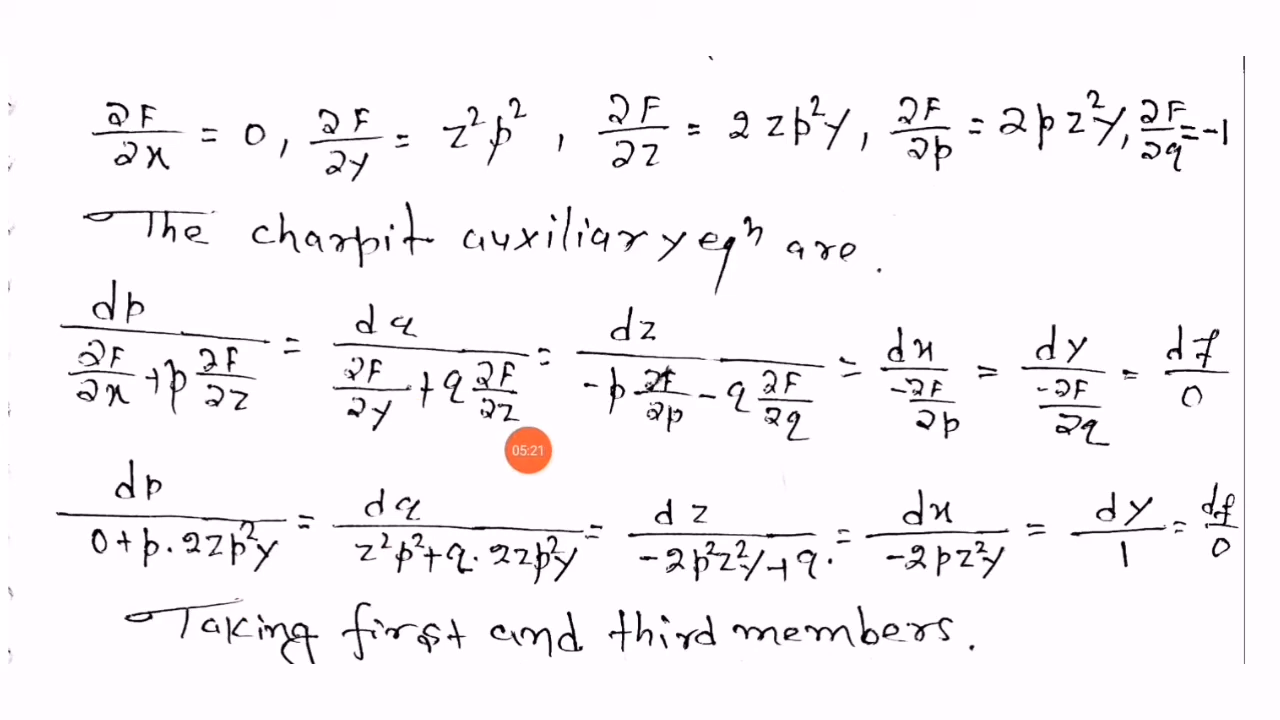 ∂F/∂x = 0, ∂F/∂y = z²p², ∂F/∂z = 2zp²y, ∂F/∂p = 2pz²y, ∂F/∂q = -1
The charpit auxiliary eqⁿ are.
dp/(∂F/∂x + p ∂F/∂z) = dq/(∂F/∂y + q ∂F/∂z) = dz/(-p ∂F/∂p - q ∂F/∂q) = dx/(-∂F/∂p) = dy/(-∂F/∂q) = df/0
05:21
dp/(0+p.2zp²y) = dq/(z²p²+q.2zp²y) = dz/(-2p²z²y+q.) = dx/(-2pz²y) = dy/1 = df/0
Taking first and third members.